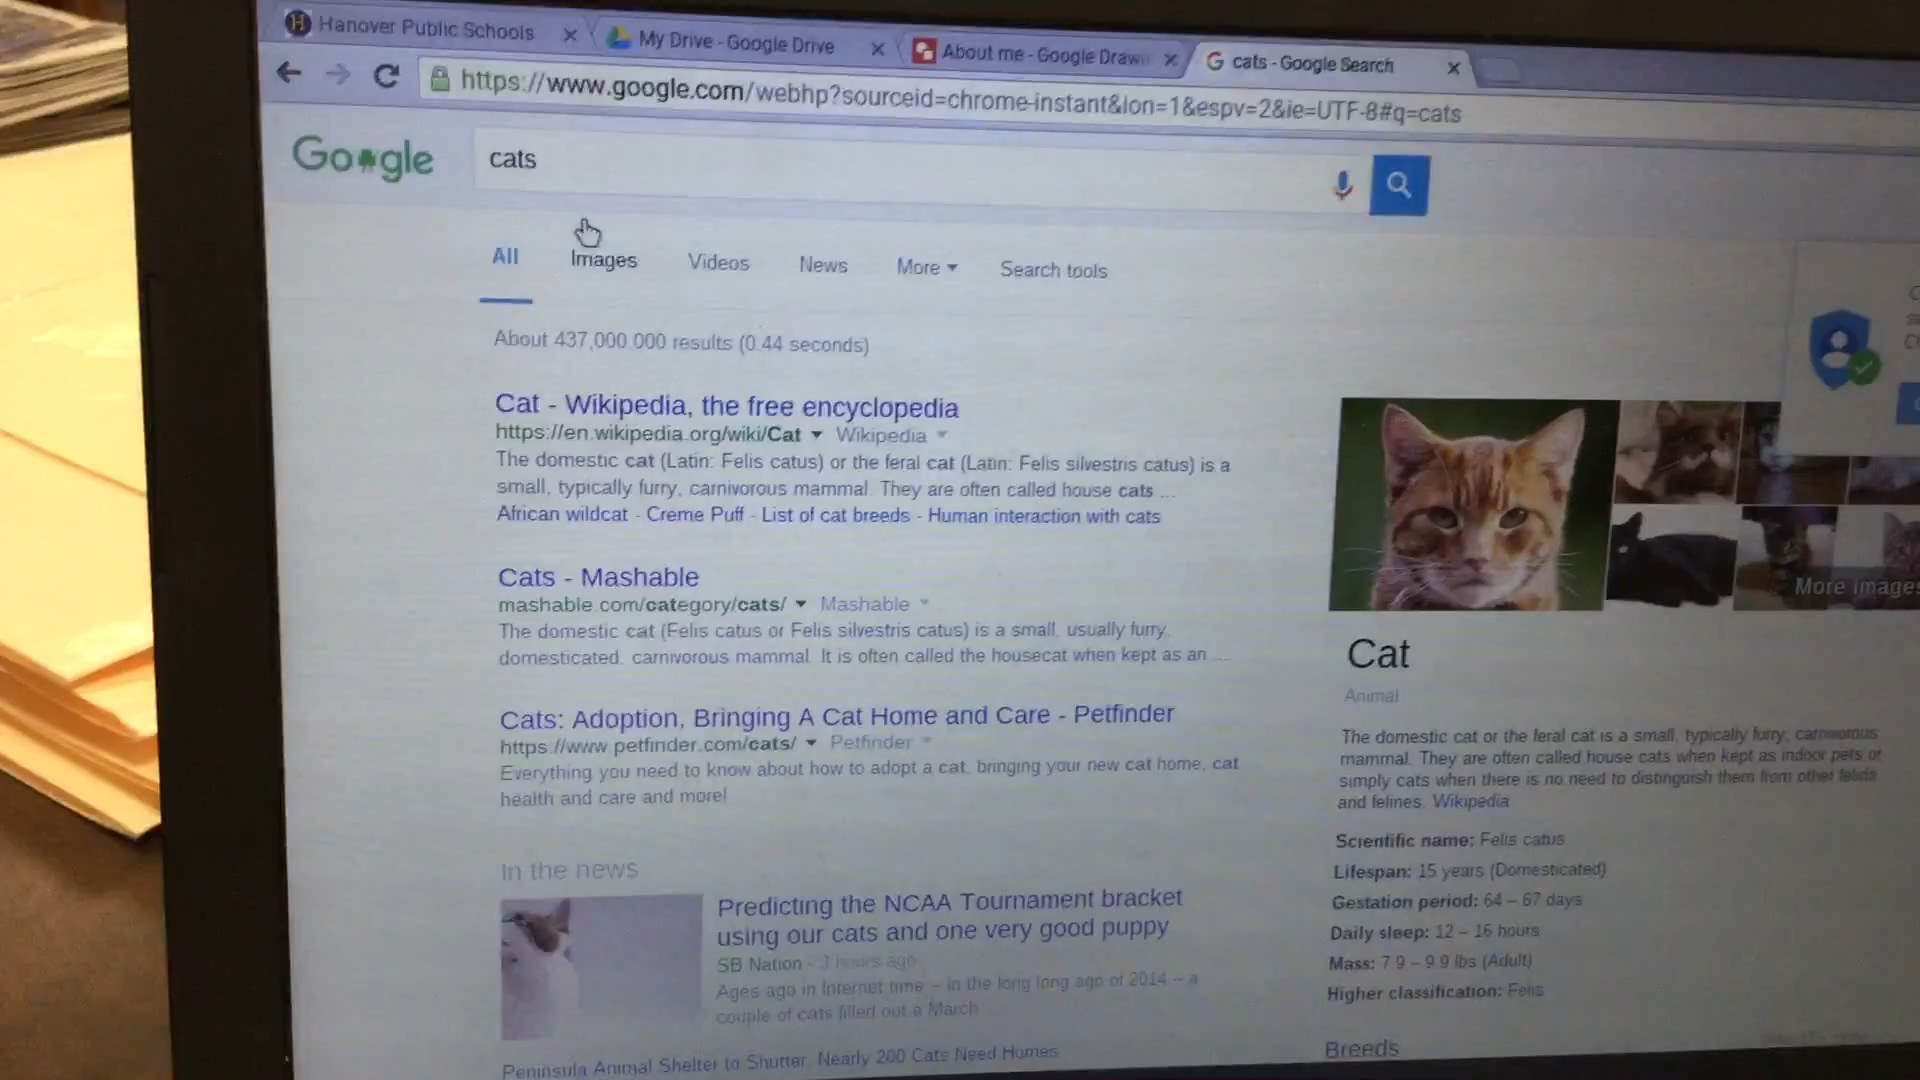 Hanover Public Schools
My Drive - Google Drive
About me - Google Draw
cats - Google Search
https://www.google.com/webhp?sourceid=chrome-instant&ion=1&espv=2&ie=UTF-8#q=cats
Google
cats
All Images Videos News More Search tools
About 437,000,000 results (0.44 seconds)
Cat - Wikipedia, the free encyclopedia
https://en.wikipedia.org/wiki/Cat Wikipedia
The domestic cat (Latin: Felis catus) or the feral cat (Latin: Felis silvestris catus) is a
small, typically furry, carnivorous mammal. They are often called house cats ...
African wildcat - Creme Puff - List of cat breeds - Human interaction with cats
Cats - Mashable
mashable.com/category/cats/ Mashable
The domestic cat (Felis catus or Felis silvestris catus) is a small, usually furry,
domesticated, carnivorous mammal. It is often called the housecat when kept as an ...
Cats: Adoption, Bringing A Cat Home and Care - Petfinder
https://www.petfinder.com/cats/ Petfinder
Everything you need to know about how to adopt a cat, bringing your new cat home, cat
health and care and more!
In the news
Predicting the NCAA Tournament bracket
using our cats and one very good puppy
SB Nation - 3 hours ago
Ages ago in Internet time – in the long long ago of 2014 – a
couple of cats filled out a March
Peninsula Animal Shelter to Shutter, Nearly 200 Cats Need Homes
More images
Cat
Animal
The domestic cat or the feral cat is a small, typically furry, carnivorous
mammal. They are often called house cats when kept as indoor pets or
simply cats when there is no need to distinguish them from other felids
and felines. Wikipedia
Scientific name: Felis catus
Lifespan: 15 years (Domesticated)
Gestation period: 64 – 67 days
Daily sleep: 12 – 16 hours
Mass: 7.9 – 9.9 lbs (Adult)
Higher classification: Felis
Breeds